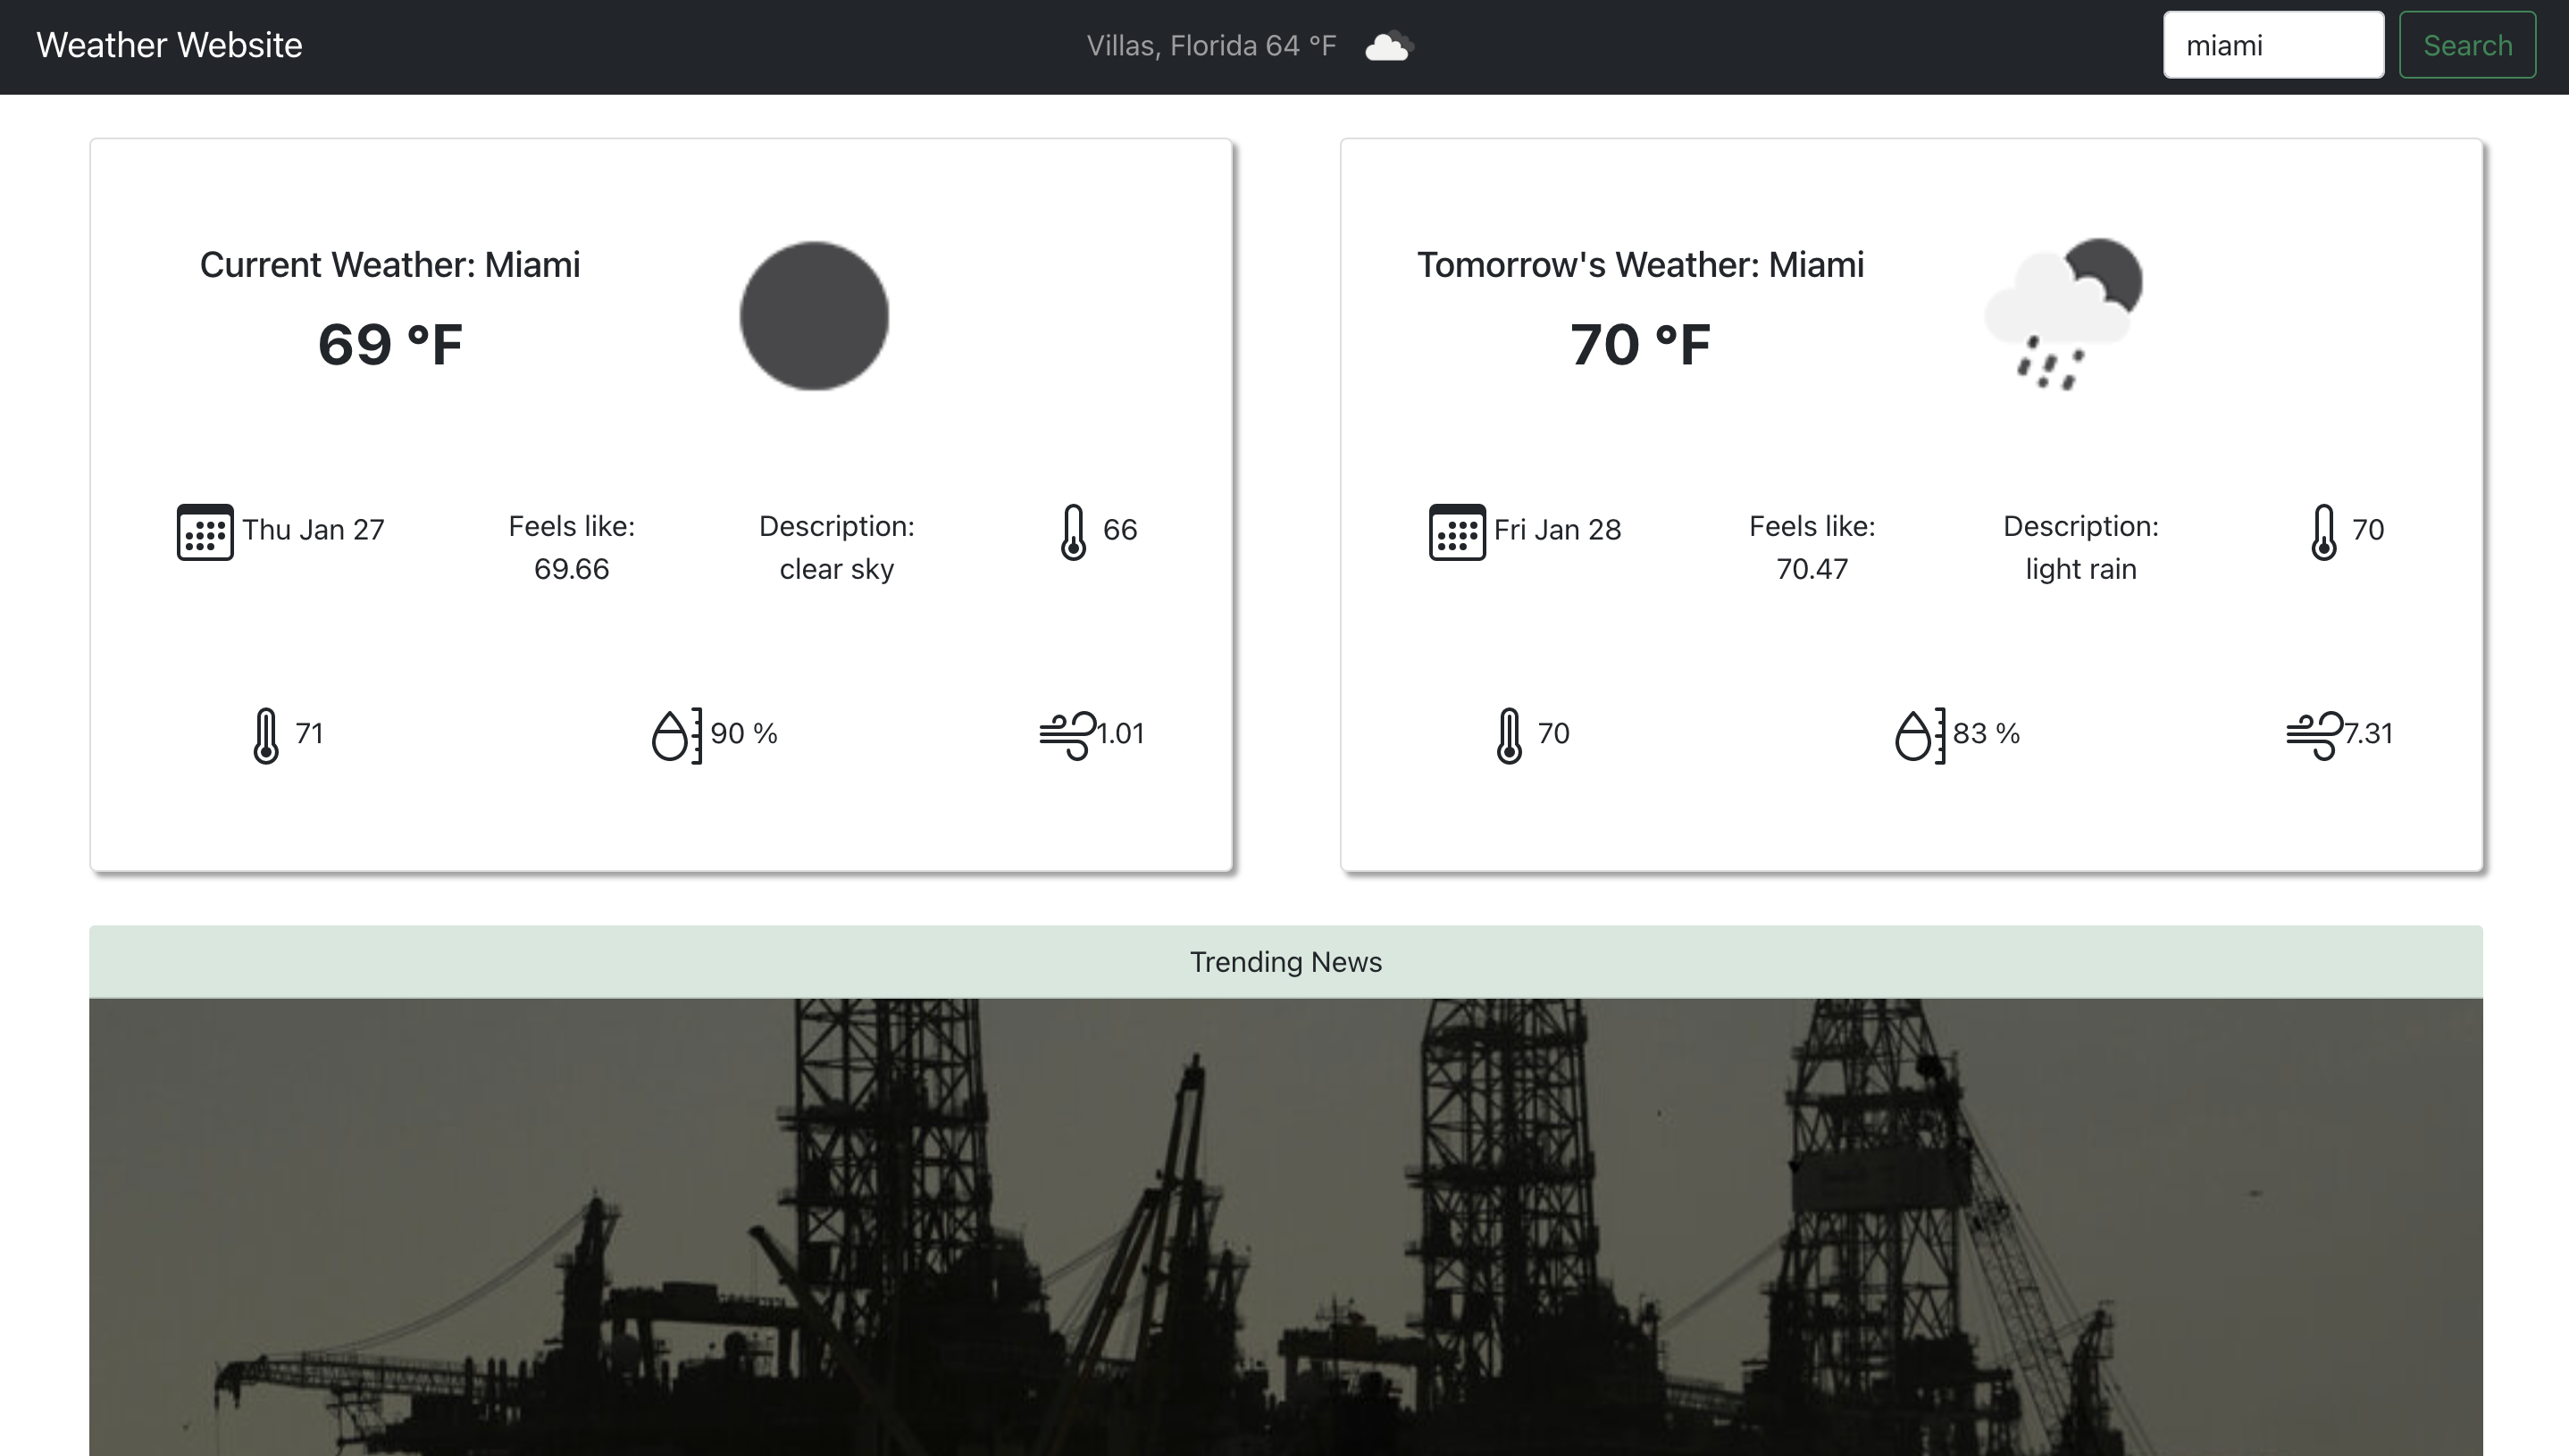 Weather Website
Villas, Florida 64 °F
miami
Search
Current Weather: Miami
69 °F
Thu Jan 27
Feels like:
69.66
Description:
clear sky
66
71
90 %
1.01
Tomorrow's Weather: Miami
70 °F
Fri Jan 28
Feels like:
70.47
Description:
light rain
70
70
83 %
7.31
Trending News